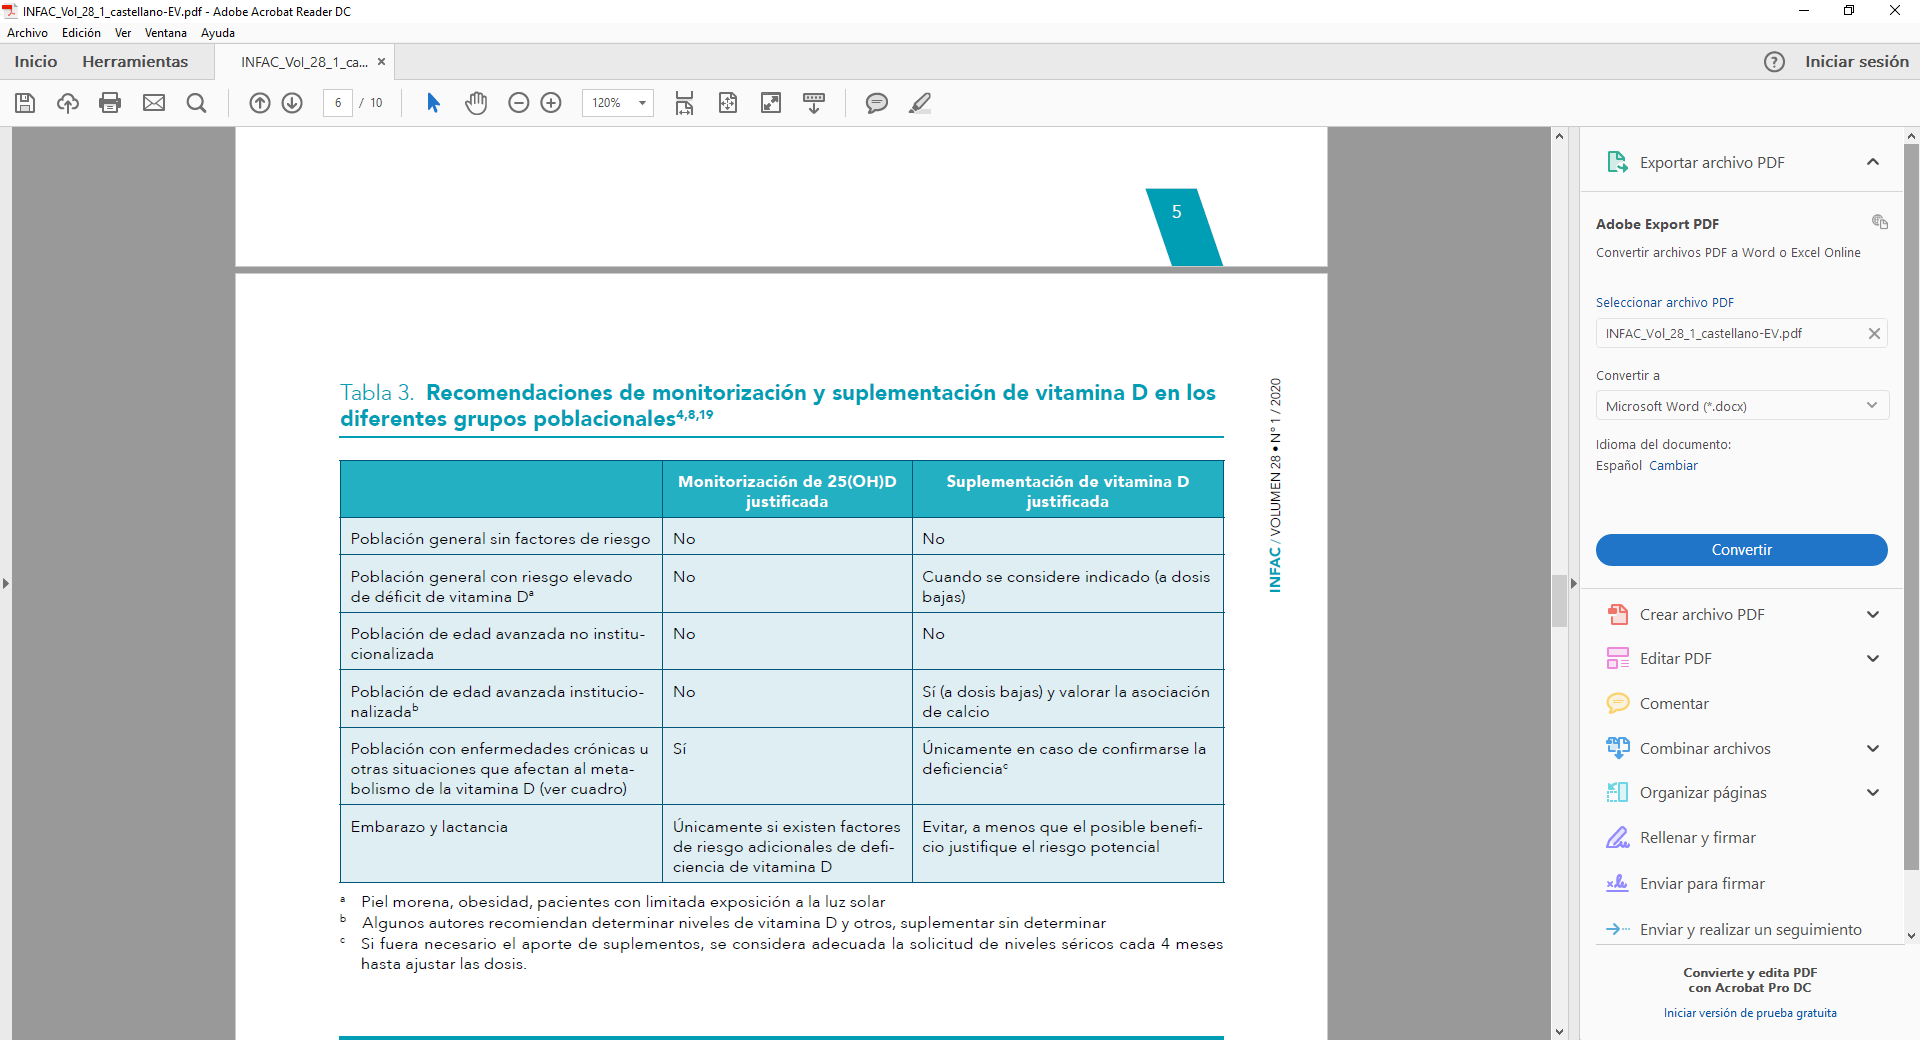 INFAC_Vol_28_1_castellano-EV.pdf - Adobe Acrobat Reader DC
Archivo Edición Ver Ventana Ayuda
Inicio Herramientas INFAC_Vol_28_1_ca... × ? Iniciar sesión
6 / 10 120%
5
Tabla 3. Recomendaciones de monitorización y suplementación de vitamina D en los
diferentes grupos poblacionales4,8,19
Monitorización de 25(OH)D
justificada
Suplementación de vitamina D
justificada
Población general sin factores de riesgo
No
No
Población general con riesgo elevado
de déficit de vitamina Dª
No
Cuando se considere indicado (a dosis
bajas)
Población de edad avanzada no institu-
cionalizada
No
No
Población de edad avanzada institucio-
nalizadab
No
Sí (a dosis bajas) y valorar la asociación
de calcio
Población con enfermedades crónicas u
otras situaciones que afectan al meta-
bolismo de la vitamina D (ver cuadro)
Sí
Únicamente en caso de confirmarse la
deficienciac
Embarazo y lactancia
Únicamente si existen factores
de riesgo adicionales de defi-
ciencia de vitamina D
Evitar, a menos que el posible benefi-
cio justifique el riesgo potencial
a Piel morena, obesidad, pacientes con limitada exposición a la luz solar
b Algunos autores recomiendan determinar niveles de vitamina D y otros, suplementar sin determinar
c Si fuera necesario el aporte de suplementos, se considera adecuada la solicitud de niveles séricos cada 4 meses
hasta ajustar las dosis.
INFAC / VOLUMEN 28 • Nº 1 / 2020
Exportar archivo PDF
Adobe Export PDF
Convertir archivos PDF a Word o Excel Online
Seleccionar archivo PDF
INFAC_Vol_28_1_castellano-EV.pdf
Convertir a
Microsoft Word (*.docx)
Idioma del documento:
Español Cambiar
Convertir
Crear archivo PDF
Editar PDF
Comentar
Combinar archivos
Organizar páginas
Rellenar y firmar
Enviar para firmar
Enviar y realizar un seguimiento
Convierte y edita PDF
con Acrobat Pro DC
Iniciar versión de prueba gratuita